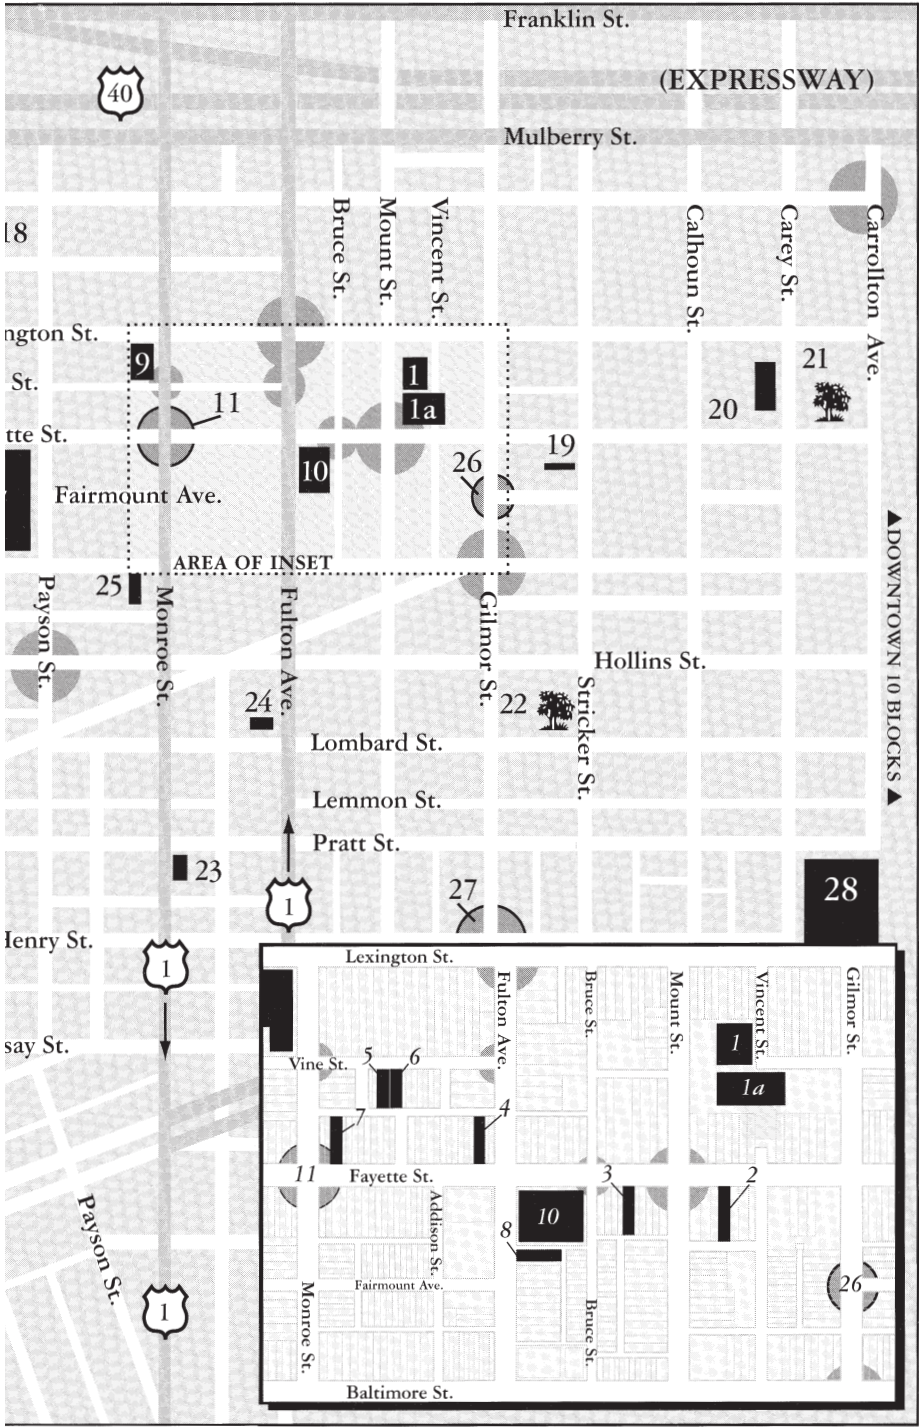 Franklin St.
40
(EXPRESSWAY)
Mulberry St.
18
Bruce St.
Mount St.
Vincent St.
Calhoun St.
Carey St.
Carrollton Ave.
ngton St.
9
1
21
St.
11
1a
20
tte St.
19
10
26
Fairmount Ave.
AREA OF INSET
25
Payson St.
Monroe St.
Fulton Ave.
Gilmor St.
▲DOWNTOWN 10 BLOCKS▲
Hollins St.
24
22
Stricker St.
Lombard St.
Lemmon St.
Pratt St.
23
27
28
1
Henry St.
1
say St.
Payson St.
1
Lexington St.
Fulton Ave.
Bruce St.
Mount St.
Vincent St.
Gilmor St.
1
Vine St.
5
6
1a
7
4
11
Fayette St.
3
2
Addison St.
10
8
Fairmount Ave.
26
Monroe St.
Bruce St.
Baltimore St.